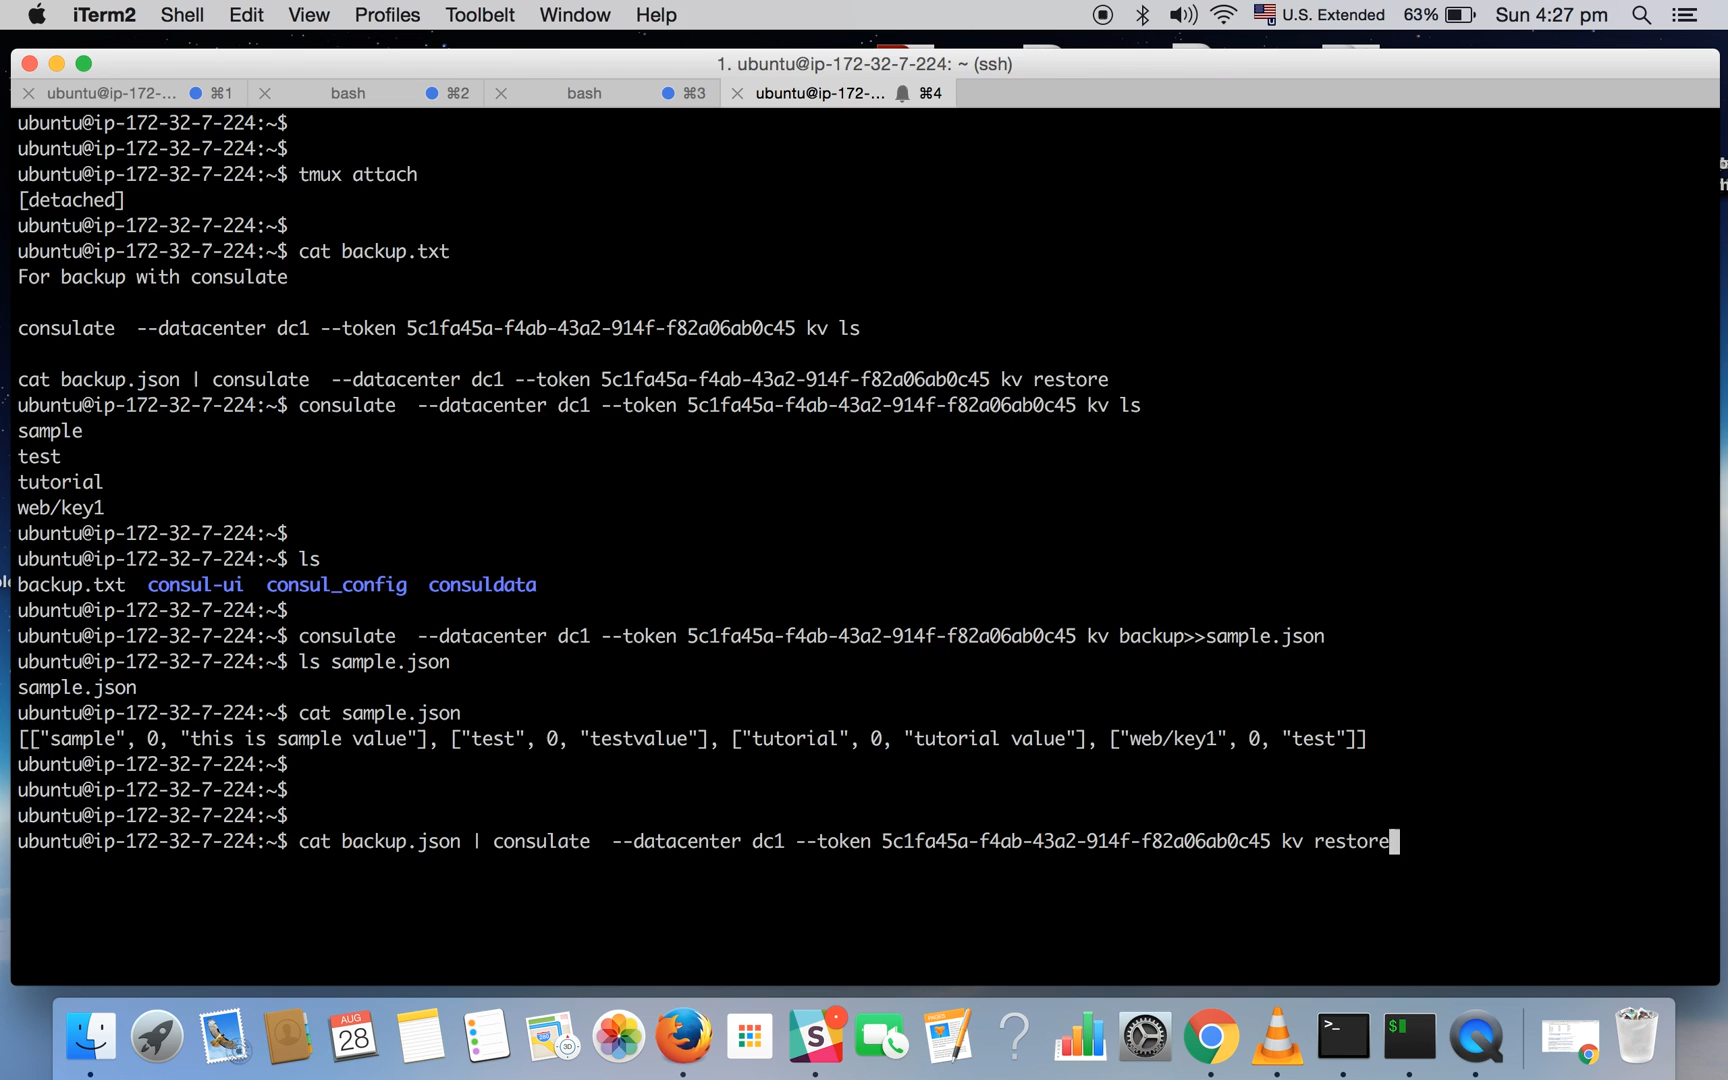 iTerm2 Shell Edit View Profiles Toolbelt Window Help U.S. Extended 63% Sun 4:27 pm
1. ubuntu@ip-172-32-7-224: ~ (ssh)
ubuntu@ip-172-... ⌘1 bash ⌘2 bash ⌘3 ubuntu@ip-172-... ⌘4
ubuntu@ip-172-32-7-224:~$
ubuntu@ip-172-32-7-224:~$
ubuntu@ip-172-32-7-224:~$ tmux attach
[detached]
ubuntu@ip-172-32-7-224:~$
ubuntu@ip-172-32-7-224:~$ cat backup.txt
For backup with consulate
consulate  --datacenter dc1 --token 5c1fa45a-f4ab-43a2-914f-f82a06ab0c45 kv ls
cat backup.json | consulate  --datacenter dc1 --token 5c1fa45a-f4ab-43a2-914f-f82a06ab0c45 kv restore
ubuntu@ip-172-32-7-224:~$ consulate  --datacenter dc1 --token 5c1fa45a-f4ab-43a2-914f-f82a06ab0c45 kv ls
sample
test
tutorial
web/key1
ubuntu@ip-172-32-7-224:~$
ubuntu@ip-172-32-7-224:~$ ls
backup.txt  consul-ui  consul_config  consuldata
ubuntu@ip-172-32-7-224:~$
ubuntu@ip-172-32-7-224:~$ consulate  --datacenter dc1 --token 5c1fa45a-f4ab-43a2-914f-f82a06ab0c45 kv backup>>sample.json
ubuntu@ip-172-32-7-224:~$ ls sample.json
sample.json
ubuntu@ip-172-32-7-224:~$ cat sample.json
[["sample", 0, "this is sample value"], ["test", 0, "testvalue"], ["tutorial", 0, "tutorial value"], ["web/key1", 0, "test"]]
ubuntu@ip-172-32-7-224:~$
ubuntu@ip-172-32-7-224:~$
ubuntu@ip-172-32-7-224:~$
ubuntu@ip-172-32-7-224:~$ cat backup.json | consulate  --datacenter dc1 --token 5c1fa45a-f4ab-43a2-914f-f82a06ab0c45 kv restore
AUG
28
3D
S
>_
$